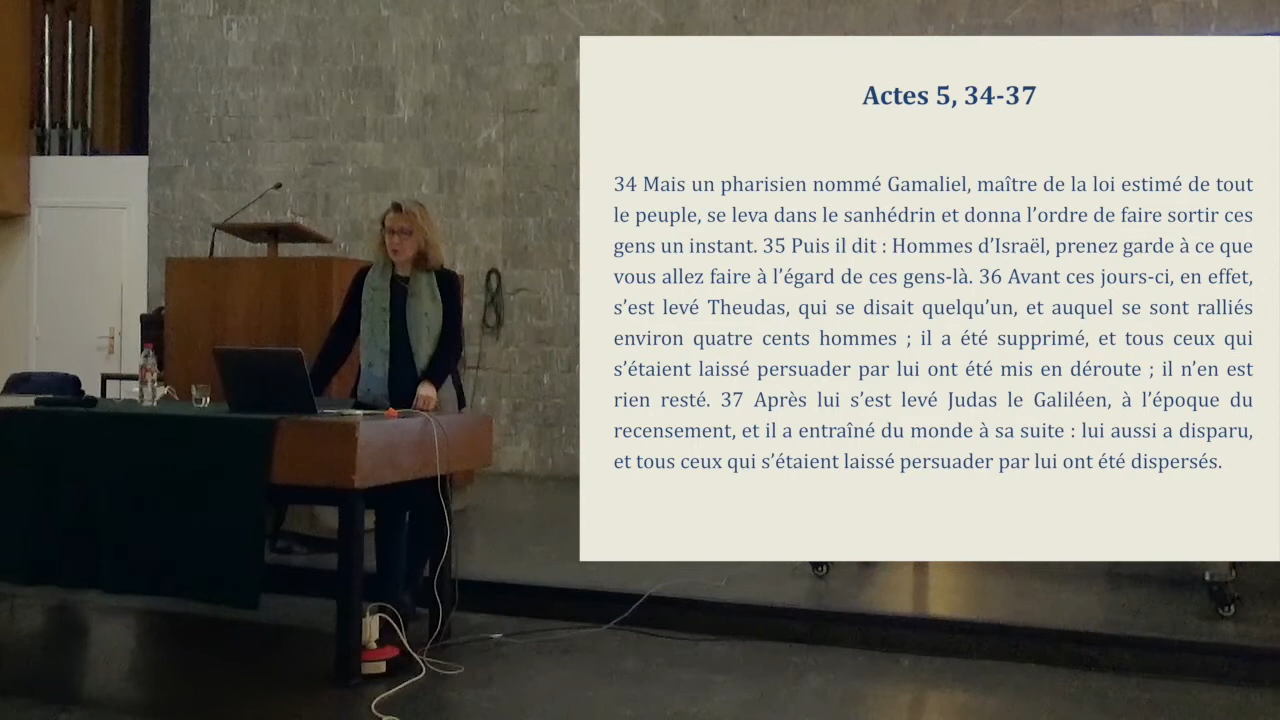 Actes 5, 34-37
34 Mais un pharisien nommé Gamaliel, maître de la loi estimé de tout
le peuple, se leva dans le sanhédrin et donna l’ordre de faire sortir ces
gens un instant. 35 Puis il dit : Hommes d’Israël, prenez garde à ce que
vous allez faire à l’égard de ces gens-là. 36 Avant ces jours-ci, en effet,
s’est levé Theudas, qui se disait quelqu’un, et auquel se sont ralliés
environ quatre cents hommes ; il a été supprimé, et tous ceux qui
s’étaient laissé persuader par lui ont été mis en déroute ; il n’en est
rien resté. 37 Après lui s’est levé Judas le Galiléen, à l’époque du
recensement, et il a entraîné du monde à sa suite : lui aussi a disparu,
et tous ceux qui s’étaient laissé persuader par lui ont été dispersés.